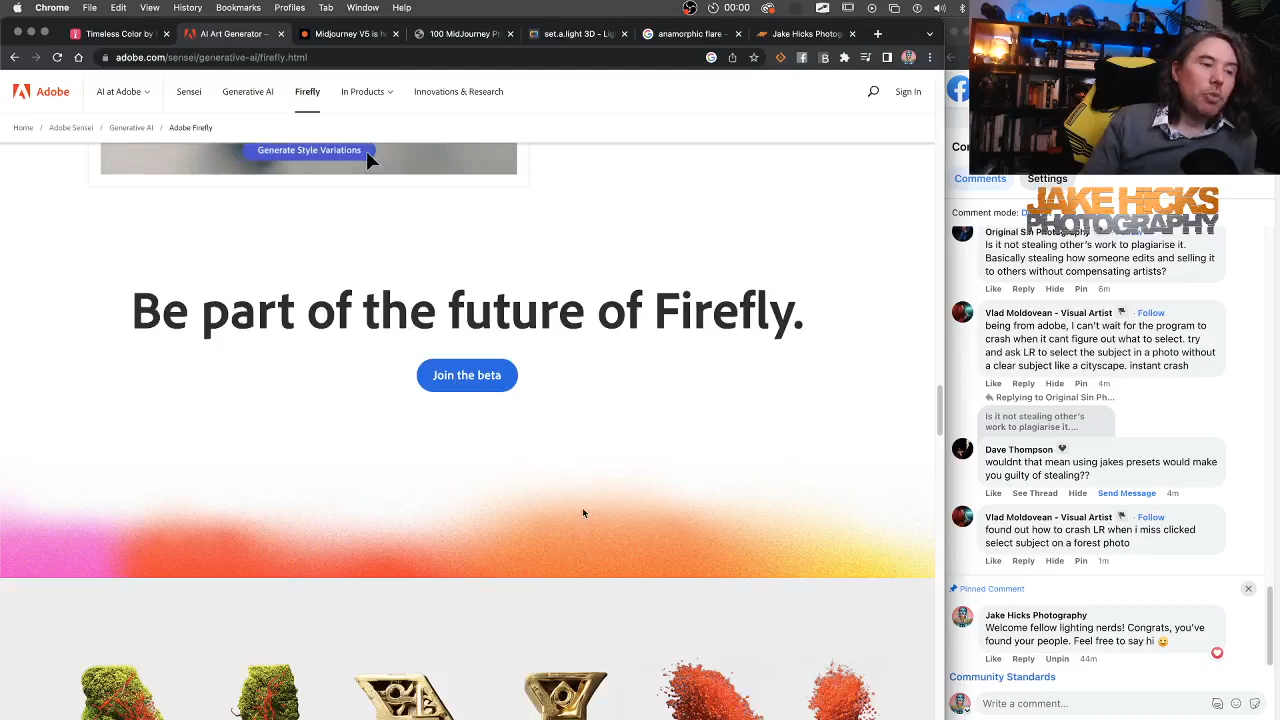 Chrome File Edit View History Bookmarks Profiles Tab Window Help 00:00
Timeless Color by
AI Art Generator –
Midjourney V5 is h
100 MidJourney Pr
set.a.light 3D - Lig
anamorphic flare -
Jake Hicks Photog
adobe.com/sensei/generative-ai/firefly.html
Adobe AI at Adobe Sensei Generative AI Firefly In Products Innovations & Research Sign In
Home / Adobe Sensei / Generative AI / Adobe Firefly
Generate Style Variations
Be part of the future of Firefly.
Join the beta
Comments Settings
JAKE HICKS
PHOTOGRAPHY
Comment mode:
Original Sin Photography Follow
Is it not stealing other's work to plagiarise it.
Basically stealing how someone edits and selling it
to others without compensating artists?
Like Reply Hide Pin 6m
Vlad Moldovean - Visual Artist · Follow
being from adobe, I can't wait for the program to
crash when it cant figure out what to select. try
and ask LR to select the subject in a photo without
a clear subject like a cityscape. instant crash
Like Reply Hide Pin 4m
Replying to Original Sin Ph...
Is it not stealing other's
work to plagiarise it....
Dave Thompson
wouldnt that mean using jakes presets would make
you guilty of stealing??
Like See Thread Hide Send Message 4m
Vlad Moldovean - Visual Artist · Follow
found out how to crash LR when i miss clicked
select subject on a forest photo
Like Reply Hide Pin 1m
Pinned Comment
Jake Hicks Photography
Welcome fellow lighting nerds! Congrats, you've
found your people. Feel free to say hi 😉
Like Reply Unpin 44m
Community Standards
Write a comment...